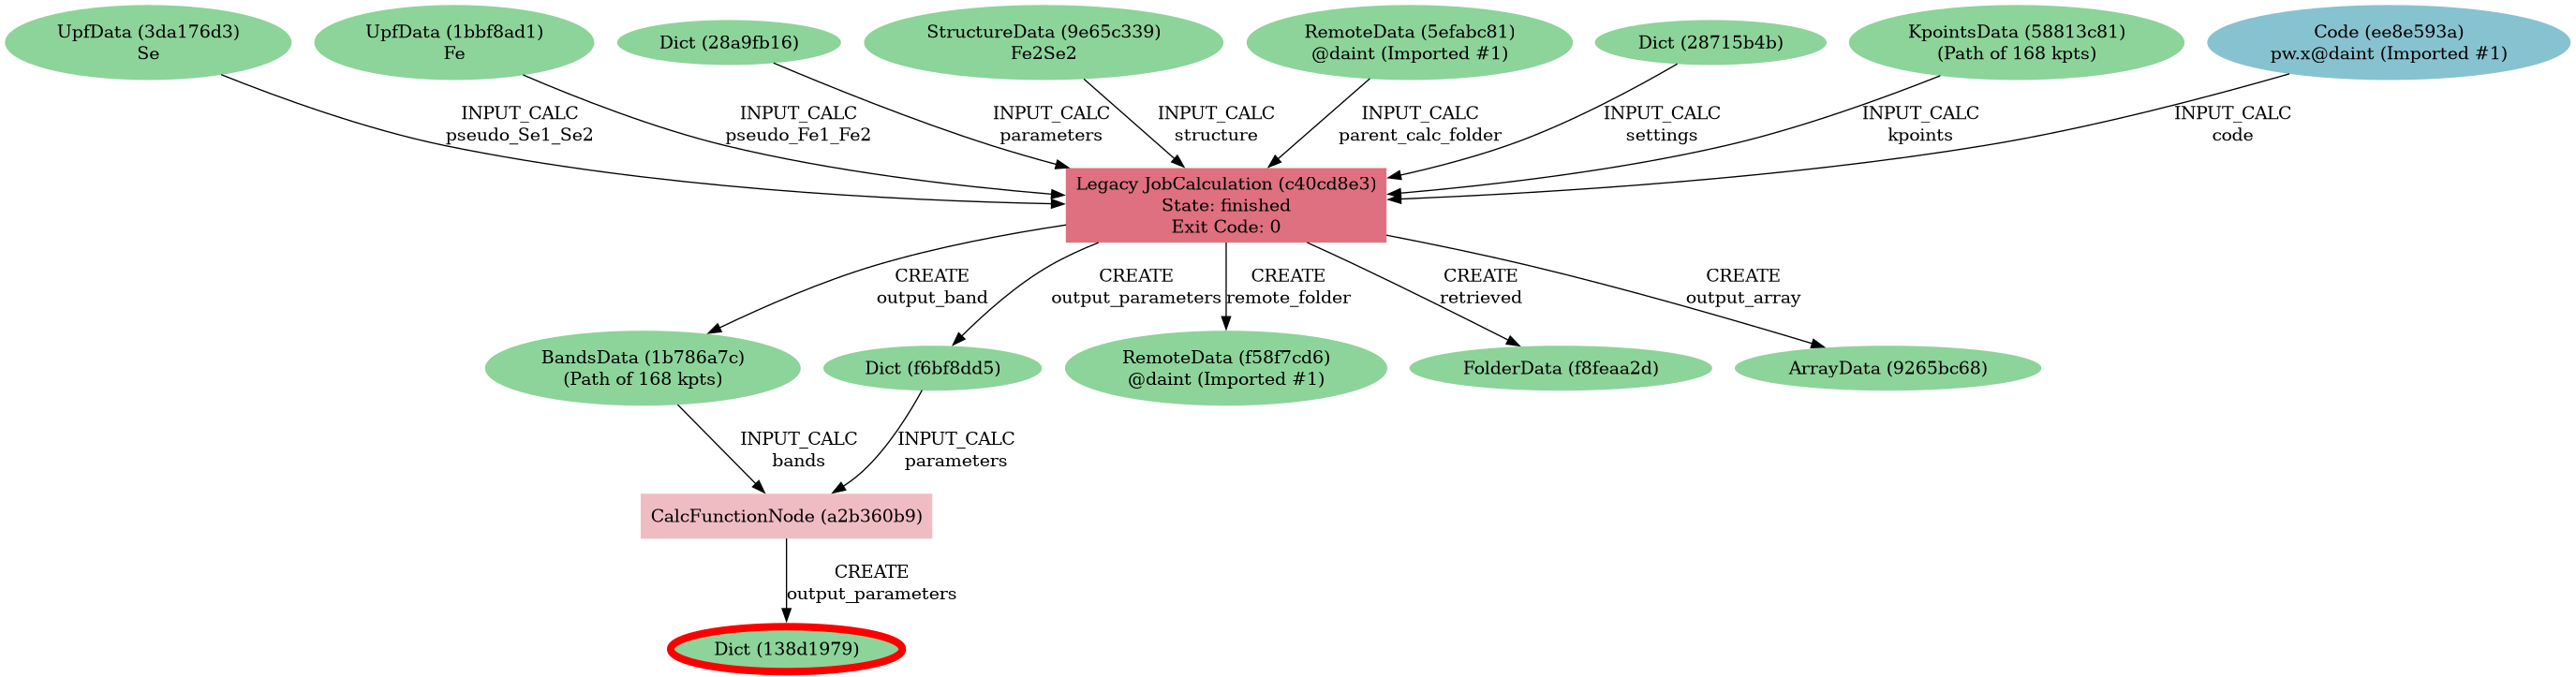 UpfData (3da176d3)
Se
UpfData (1bbf8ad1)
Fe
Dict (28a9fb16)
StructureData (9e65c339)
Fe2Se2
RemoteData (5efabc81)
@daint (Imported #1)
Dict (28715b4b)
KpointsData (58813c81)
(Path of 168 kpts)
Code (ee8e593a)
pw.x@daint (Imported #1)
INPUT_CALC
pseudo_Se1_Se2
INPUT_CALC
pseudo_Fe1_Fe2
INPUT_CALC
parameters
INPUT_CALC
structure
INPUT_CALC
parent_calc_folder
INPUT_CALC
settings
INPUT_CALC
kpoints
INPUT_CALC
code
Legacy JobCalculation (c40cd8e3)
State: finished
Exit Code: 0
CREATE
output_band
CREATE
output_parameters
CREATE
remote_folder
CREATE
retrieved
CREATE
output_array
BandsData (1b786a7c)
(Path of 168 kpts)
Dict (f6bf8dd5)
RemoteData (f58f7cd6)
@daint (Imported #1)
FolderData (f8feaa2d)
ArrayData (9265bc68)
INPUT_CALC
bands
INPUT_CALC
parameters
CalcFunctionNode (a2b360b9)
CREATE
output_parameters
Dict (138d1979)